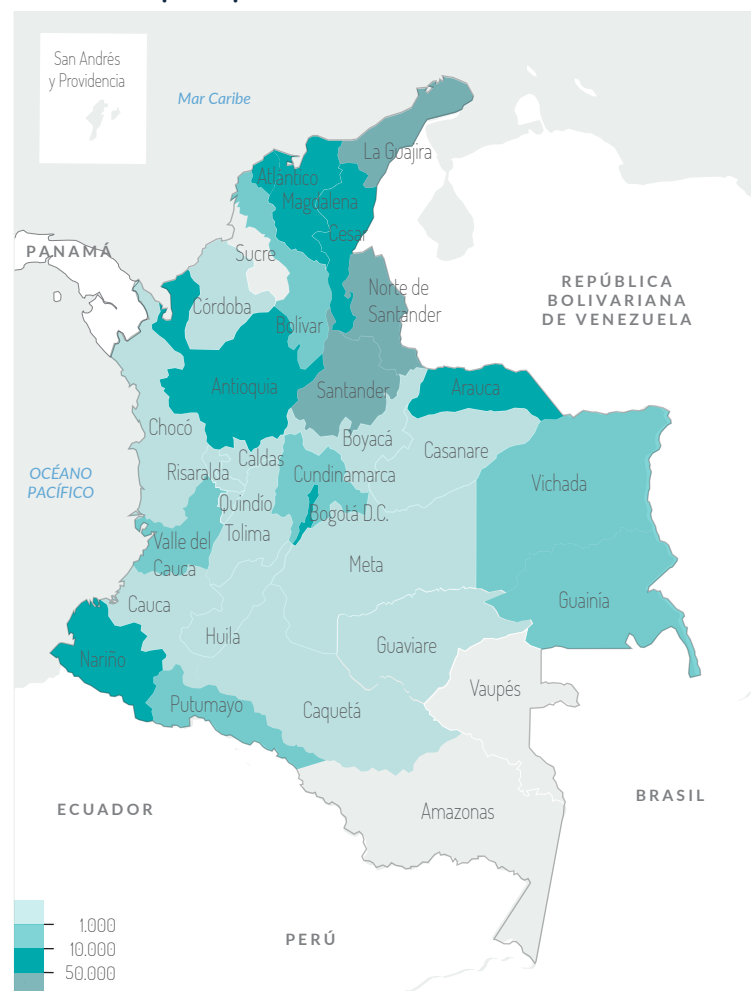 San Andrés
y Providencia
Mar Caribe
La Guajira
Atlántico
Magdalena
Cesar
PANAMÁ
Sucre
Norte de
Santander
REPÚBLICA
BOLIVARIANA
DE VENEZUELA
Córdoba
Bolívar
Antioquia
Santander
Arauca
Chocó
Boyacá
Casanare
Caldas
Risaralda
Cundinamarca
OCÉANO
PACÍFICO
Vichada
Quindío
Bogotá D.C.
Tolima
Valle del
Cauca
Meta
Guainía
Cauca
Huila
Guaviare
Nariño
Vaupés
Putumayo
Caquetá
ECUADOR
BRASIL
Amazonas
PERÚ
1.000
10.000
50.000